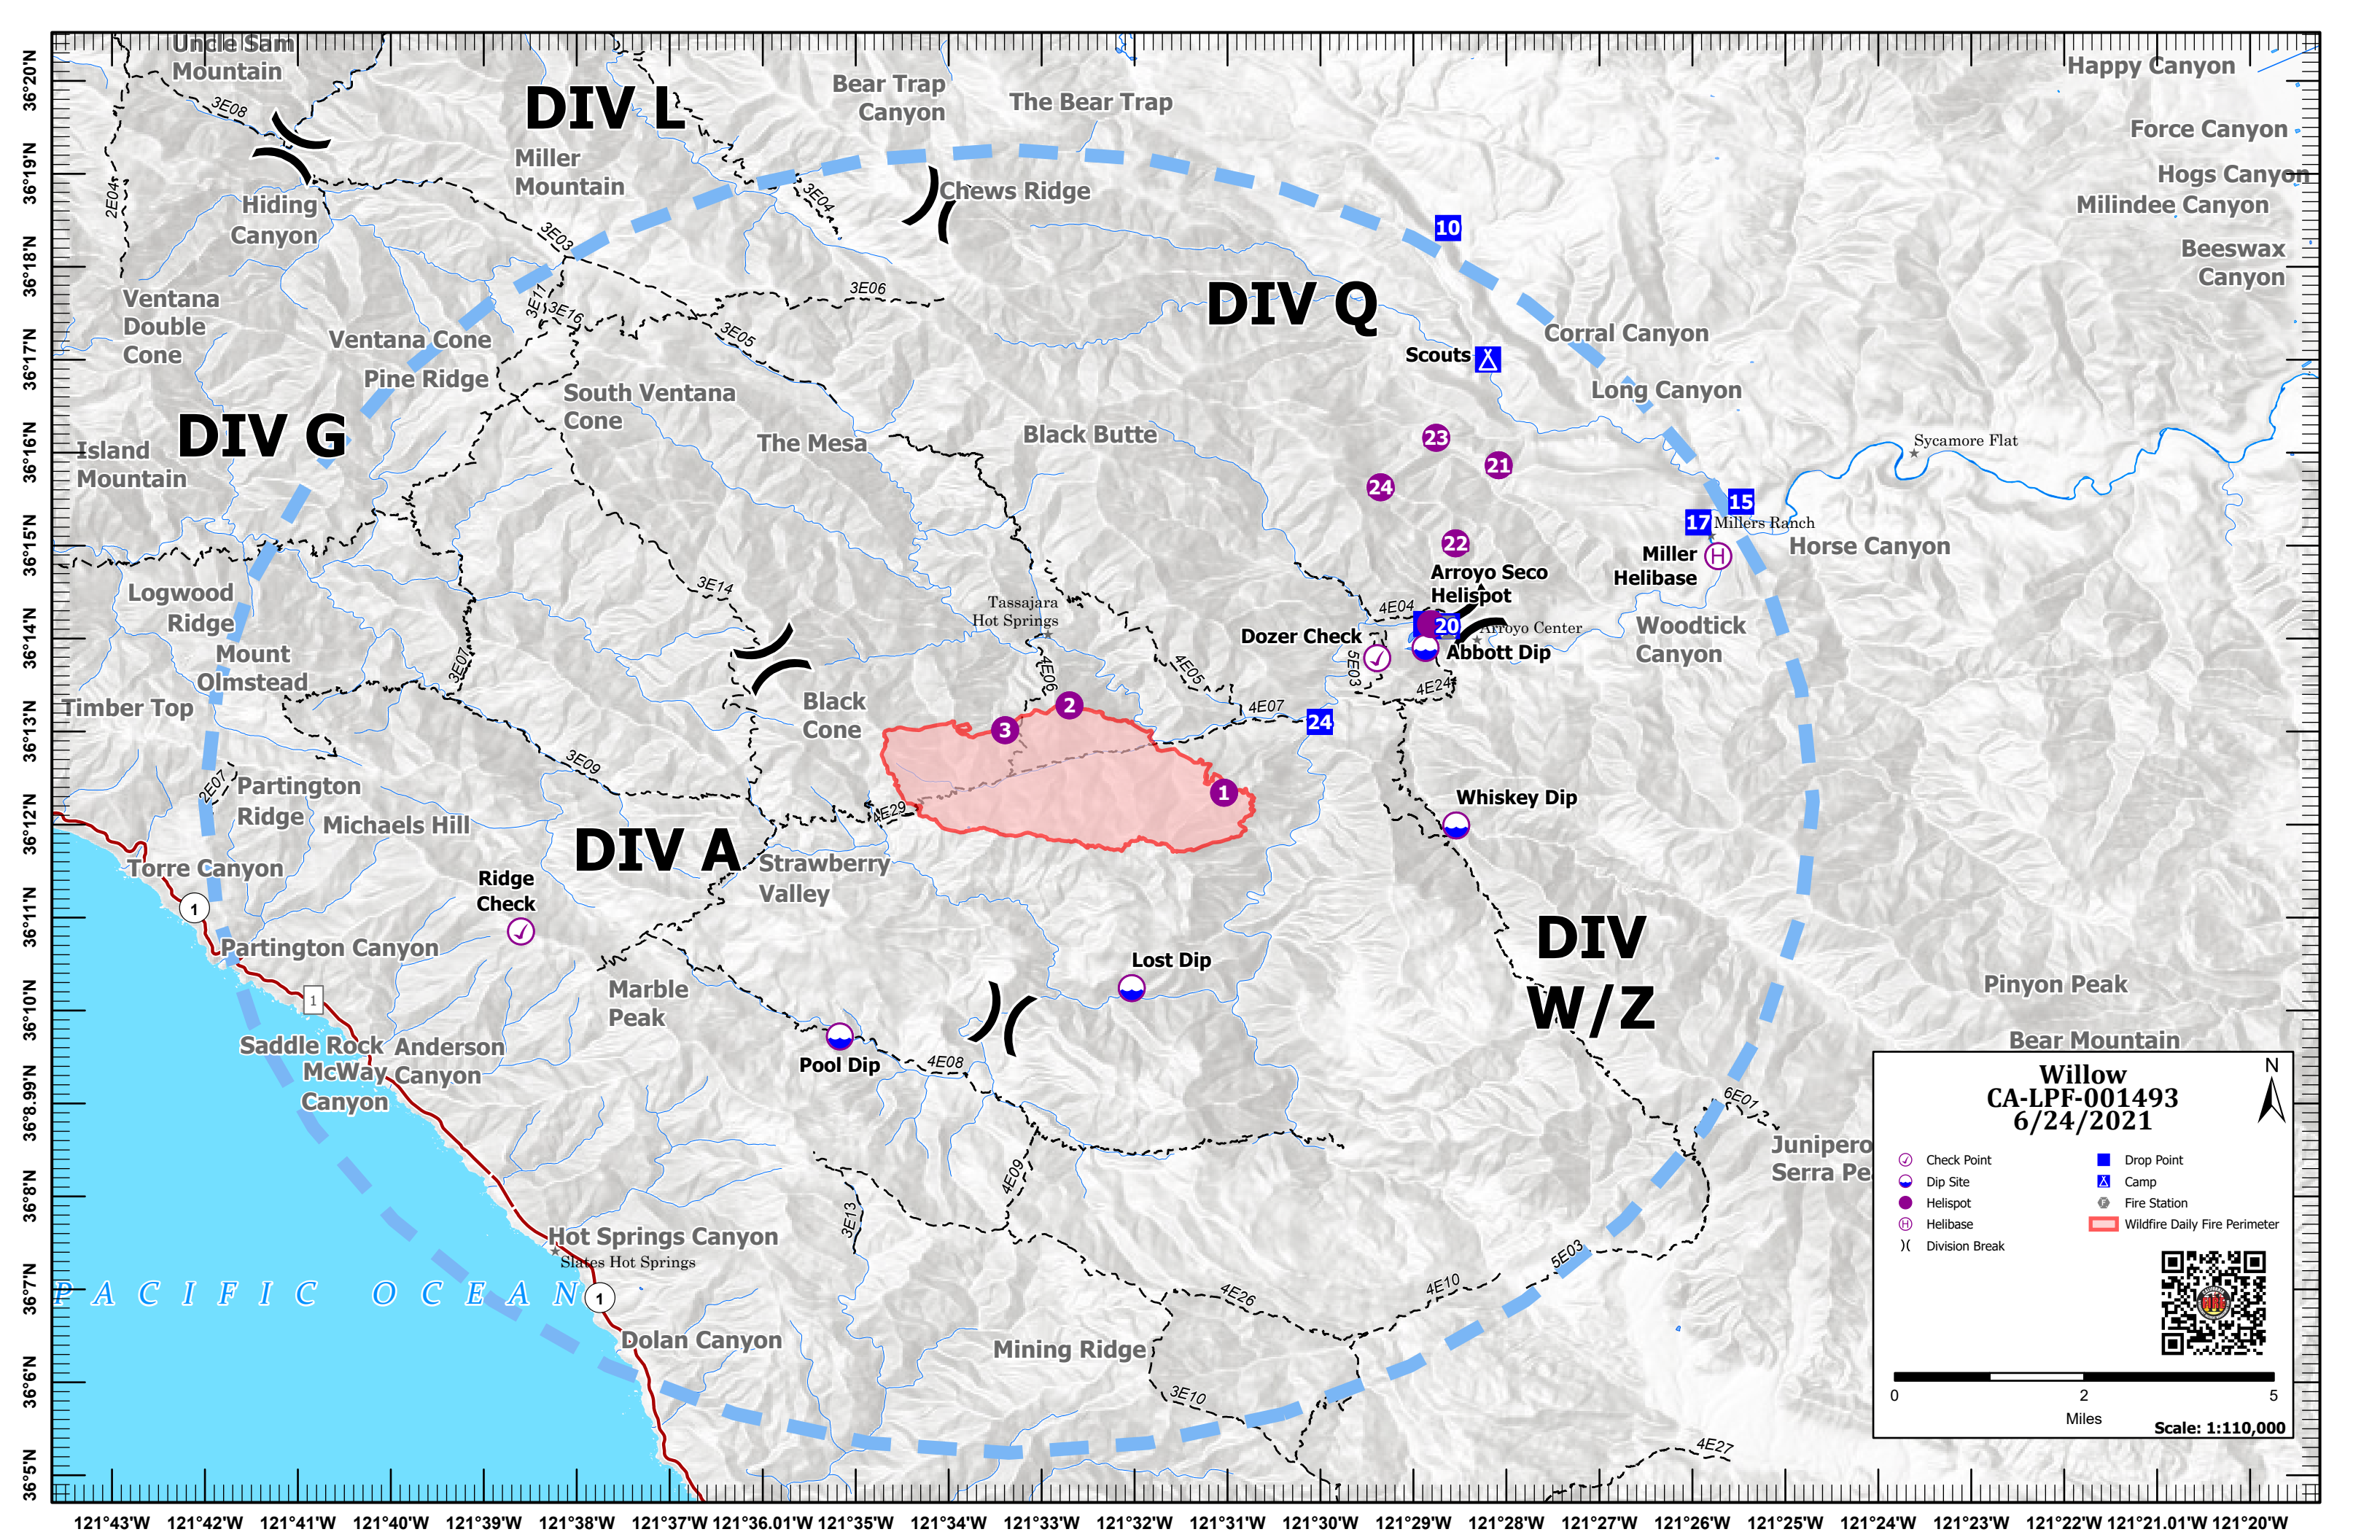 Uncle Sam
Mountain
3E08
DIV L
Bear Trap
Canyon
The Bear Trap
Happy Canyon
Force Canyon
Hogs Canyon
Milindee Canyon
Beeswax
Canyon
2E04
Miller
Mountain
3E04
Chews Ridge
Hiding
Canyon
3E03
10
Ventana
Double
Cone
3E11
3E16
3E06
DIV Q
Ventana Cone
3E05
Scouts
Corral Canyon
Pine Ridge
South Ventana
Cone
Long Canyon
DIV G
Island
Mountain
The Mesa
Black Butte
23
21
24
Sycamore Flat
15
17
Millers Ranch
22
Miller
Helibase
H
Horse Canyon
Logwood
Ridge
3E14
Tassajara
Hot Springs
Arroyo Seco
Helispot
4E04
20
Arroyo Center
Dozer Check
Abbott Dip
Woodtick
Canyon
Mount
Olmstead
3E07
4E06
4E05
5E03
4E24
Timber Top
Black
Cone
2
3
4E07
24
3E09
2E07
Partington
Ridge
Michaels Hill
1
Whiskey Dip
4E29
DIV A
Strawberry
Valley
Torre Canyon
Ridge
Check
1
Partington Canyon
DIV
W/Z
Lost Dip
Marble
Peak
1
Pinyon Peak
Saddle Rock
Anderson
Canyon
McWay
Canyon
Pool Dip
4E08
Bear Mountain
6E01
Junipero
Serra Pe
4E09
3E13
Hot Springs Canyon
Slates Hot Springs
5E03
PACIFIC OCEAN
1
4E26
4E10
Dolan Canyon
Mining Ridge
3E10
4E27
Willow
CA-LPF-001493
6/24/2021
N
Check Point
Dip Site
Helispot
H Helibase
)( Division Break
Drop Point
Camp
F Fire Station
Wildfire Daily Fire Perimeter
0 2 5
Miles
Scale: 1:110,000
36°20'N
36°19'N
36°18'N
36°17'N
36°16'N
36°15'N
36°14'N
36°13'N
36°12'N
36°11'N
36°10'N
36°8.99'N
36°8'N
36°7'N
36°6'N
36°5'N
121°43'W 121°42'W 121°41'W 121°40'W 121°39'W 121°38'W 121°37'W 121°36.01'W 121°35'W 121°34'W 121°33'W 121°32'W 121°31'W 121°30'W 121°29'W 121°28'W 121°27'W 121°26'W 121°25'W 121°24'W 121°23'W 121°22'W 121°21.01'W 121°20'W